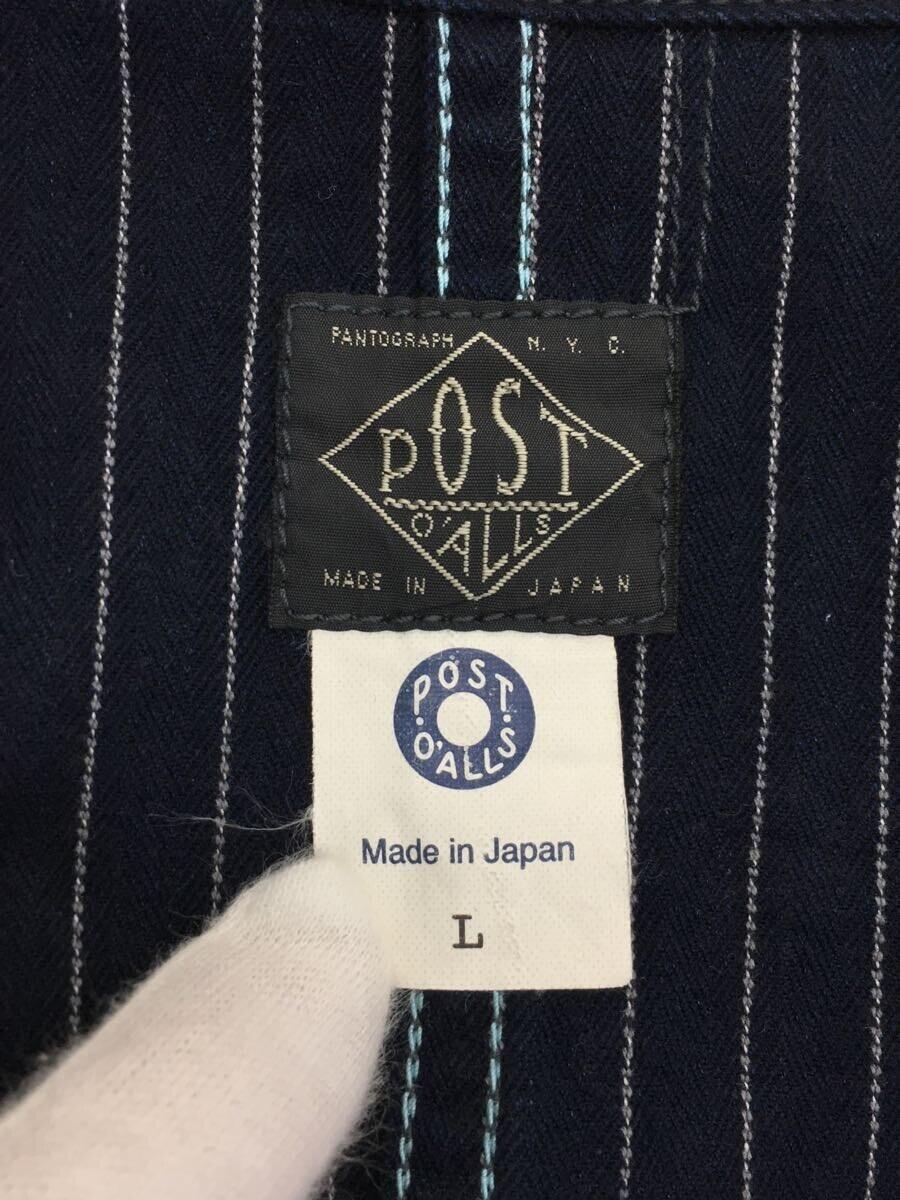 PANTOGRAPH N. Y. C.
POST
O'ALLS
MADE IN JAPAN
POST
O'ALLS
Made in Japan
L